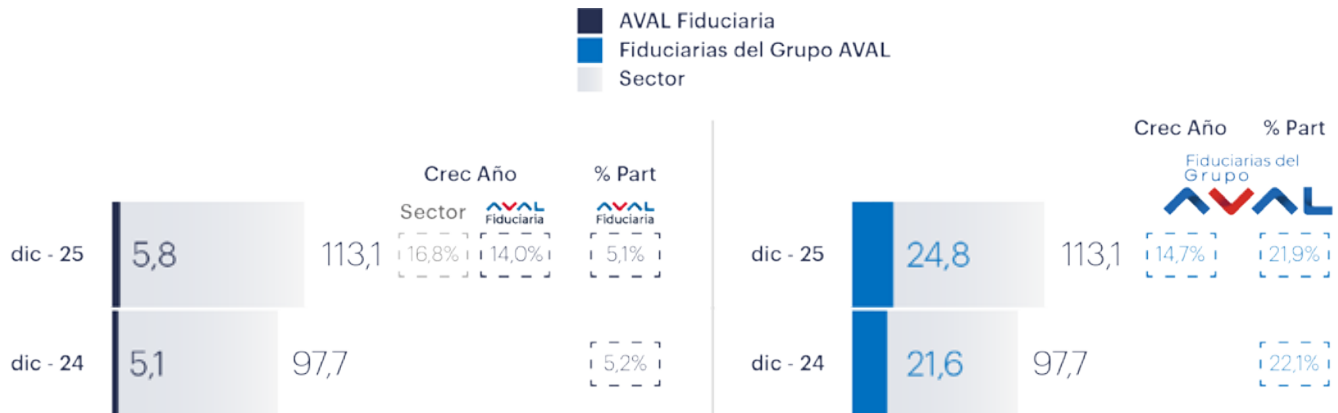 AVAL Fiduciaria
Fiduciarias del Grupo AVAL
Sector
Crec Año % Part
Sector AVAL Fiduciaria AVAL Fiduciaria
dic - 25 5,8 113,1 16,8% 14,0% 5,1%
dic - 24 5,1 97,7 5,2%
Crec Año % Part
Fiduciarias del
Grupo
AVAL
dic - 25 24,8 113,1 14,7% 21,9%
dic - 24 21,6 97,7 22,1%